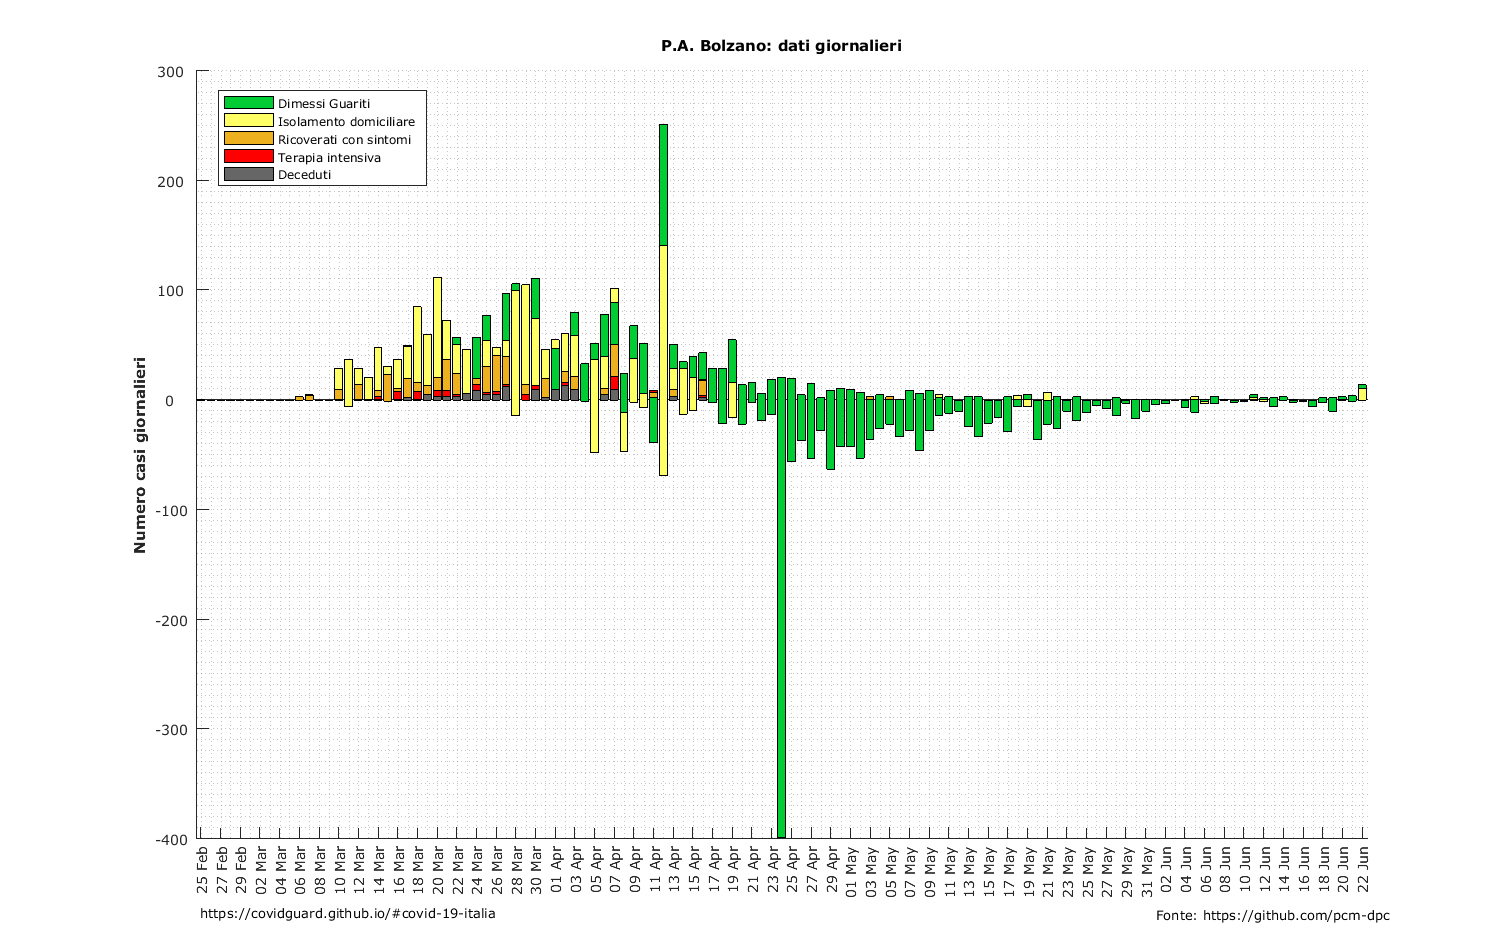 P.A. Bolzano: dati giornalieri
Numero casi giornalieri
300
200
100
0
-100
-200
-300
-400
Dimessi Guariti
Isolamento domiciliare
Ricoverati con sintomi
Terapia intensiva
Deceduti
25 Feb
27 Feb
29 Feb
02 Mar
04 Mar
06 Mar
08 Mar
10 Mar
12 Mar
14 Mar
16 Mar
18 Mar
20 Mar
22 Mar
24 Mar
26 Mar
28 Mar
30 Mar
01 Apr
03 Apr
05 Apr
07 Apr
09 Apr
11 Apr
13 Apr
15 Apr
17 Apr
19 Apr
21 Apr
23 Apr
25 Apr
27 Apr
29 Apr
01 May
03 May
05 May
07 May
09 May
11 May
13 May
15 May
17 May
19 May
21 May
23 May
25 May
27 May
29 May
31 May
02 Jun
04 Jun
06 Jun
08 Jun
10 Jun
12 Jun
14 Jun
16 Jun
18 Jun
20 Jun
22 Jun
https://covidguard.github.io/#covid-19-italia
Fonte: https://github.com/pcm-dpc